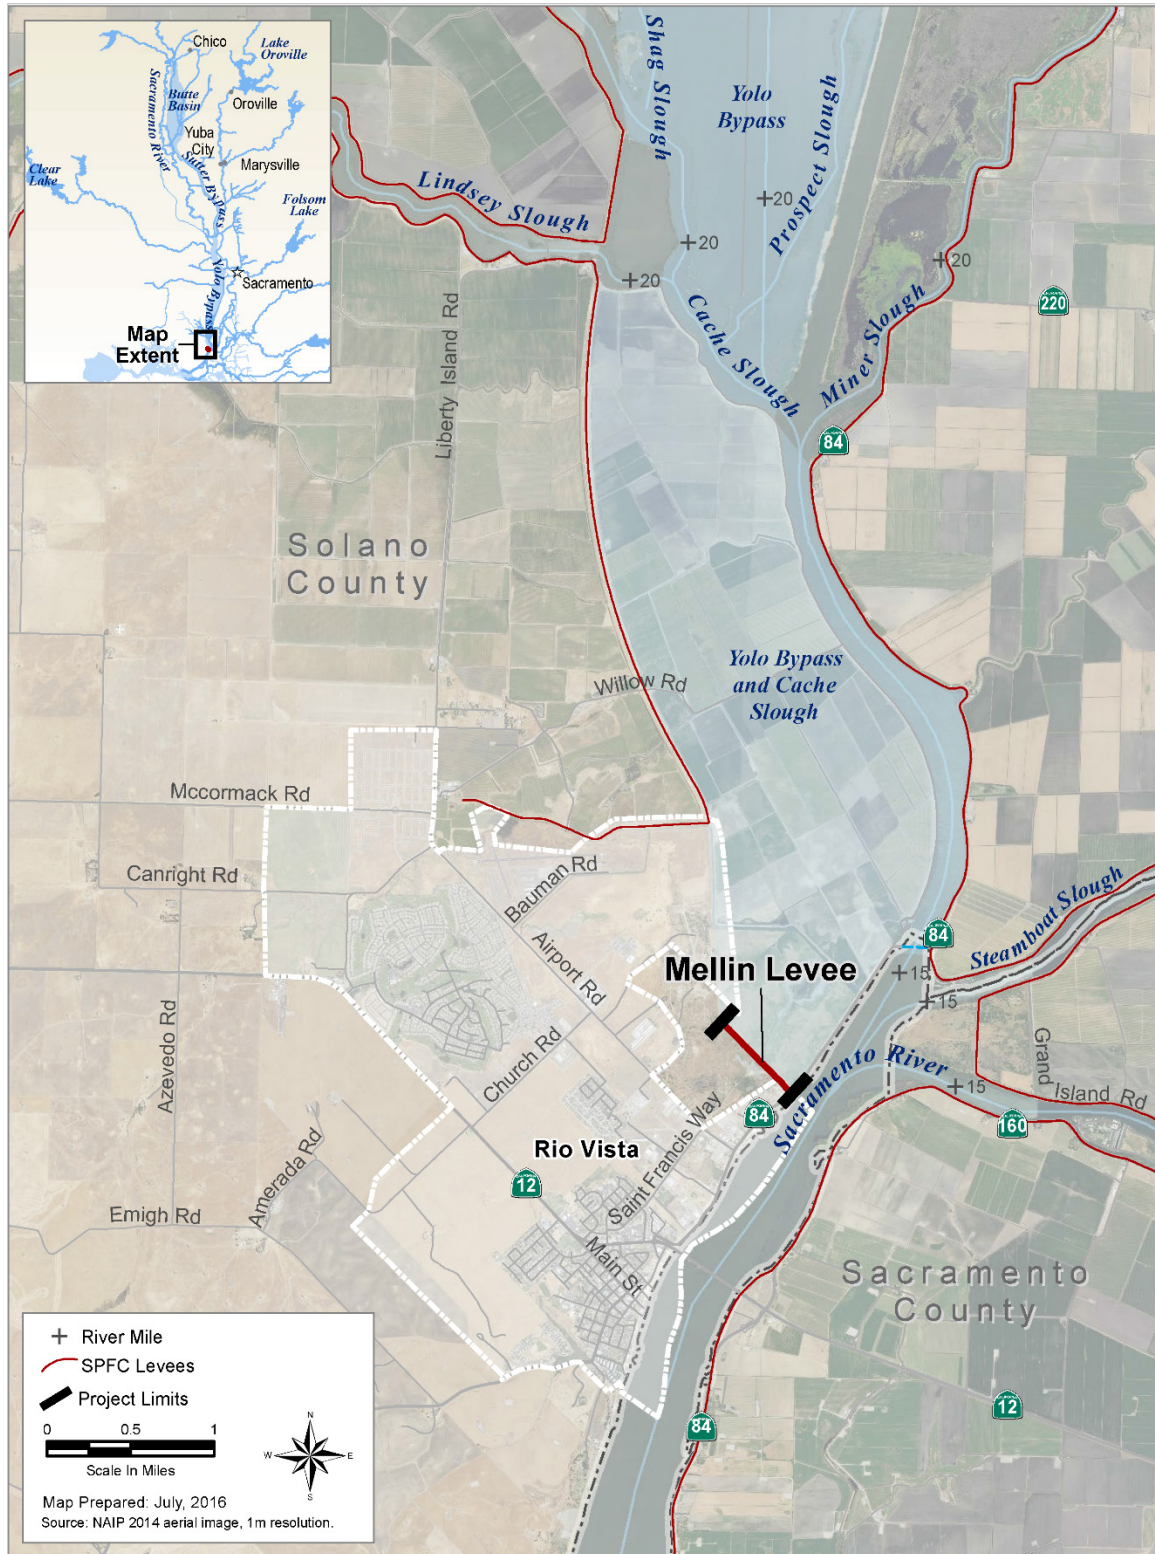 Chico
Lake
Oroville
Sacramento River
Butte
Basin
Oroville
Yuba
City
Marysville
Sutter Bypass
Clear
Lake
Folsom
Lake
Yolo Bypass
Sacramento
Map
Extent
Shag Slough
Yolo
Bypass
Prospect Slough
Lindsey Slough
20
20
20
20
220
Cache Slough
Miner Slough
84
Liberty Island Rd
Solano
County
Willow Rd
Yolo Bypass
and Cache
Slough
Mccormack Rd
Canright Rd
Bauman Rd
Airport Rd
Steamboat Slough
84
15
15
Mellin Levee
Azevedo Rd
Church Rd
Sacramento River
15
Grand
Island Rd
160
84
Rio Vista
12
Saint Francis Way
Amerada Rd
Emigh Rd
Main St
Sacramento
County
12
84
River Mile
SPFC Levees
Project Limits
0 0.5 1
Scale In Miles
N
W E
S
Map Prepared: July, 2016
Source: NAIP 2014 aerial image, 1m resolution.